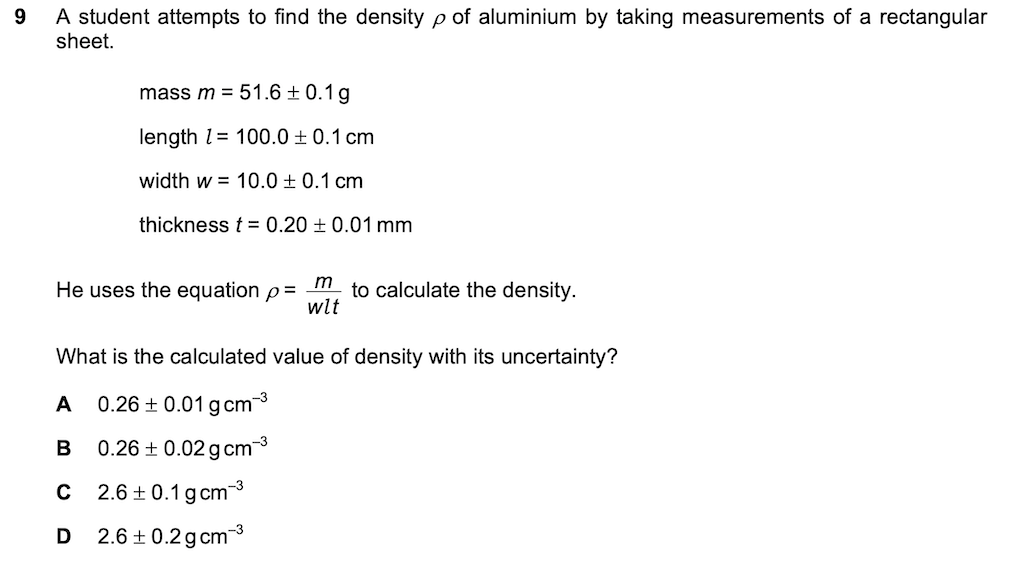 9 A student attempts to find the density ρ of aluminium by taking measurements of a rectangular
sheet.
mass m = 51.6 ± 0.1 g
length l = 100.0 ± 0.1 cm
width w = 10.0 ± 0.1 cm
thickness t = 0.20 ± 0.01 mm
He uses the equation ρ = m/wlt to calculate the density.
What is the calculated value of density with its uncertainty?
A 0.26 ± 0.01 g cm⁻³
B 0.26 ± 0.02 g cm⁻³
C 2.6 ± 0.1 g cm⁻³
D 2.6 ± 0.2 g cm⁻³